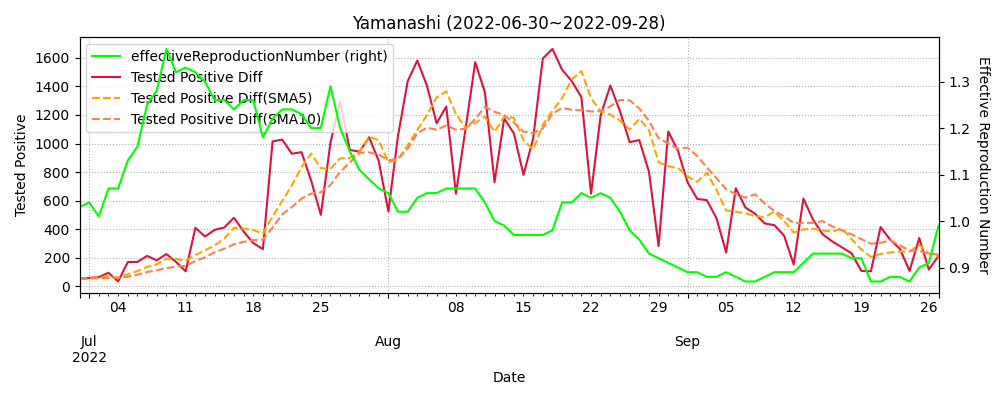 Yamanashi (2022-06-30~2022-09-28)
effectiveReproductionNumber (right)
Tested Positive Diff
Tested Positive Diff(SMA5)
Tested Positive Diff(SMA10)
Tested Positive
1600
1400
1200
1000
800
600
400
200
0
1.3
1.2
1.1
1.0
0.9
Effective Reproduction Number
04 11 18 25 08 15 22 29 05 12 19 26
Jul Aug Sep
2022
Date